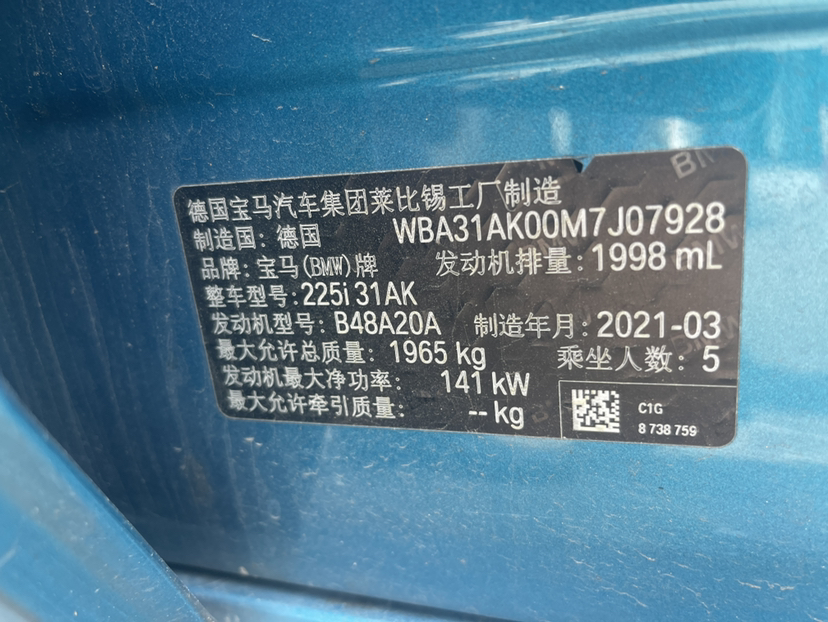 德国宝马汽车集团莱比锡工厂制造
制造国：德国 WBA31AK00M7J07928
品牌：宝马(BMW)牌 发动机排量：1998 mL
整车型号：225i 31AK
发动机型号：B48A20A 制造年月：2021-03
最大允许总质量：1965 kg 乘坐人数：5
发动机最大净功率：141 kW
最大允许牵引质量：-- kg
C1G
8 738 759